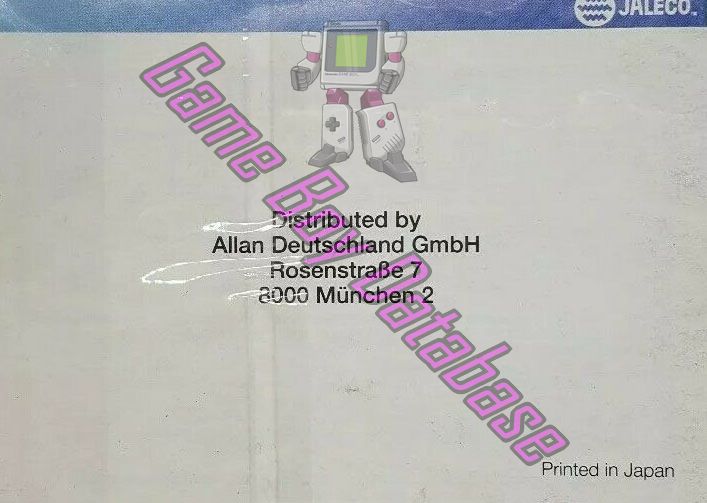 JALECO
Game Boy Database
Distributed by
Allan Deutschland GmbH
Rosenstraße 7
8000 München 2
Printed in Japan